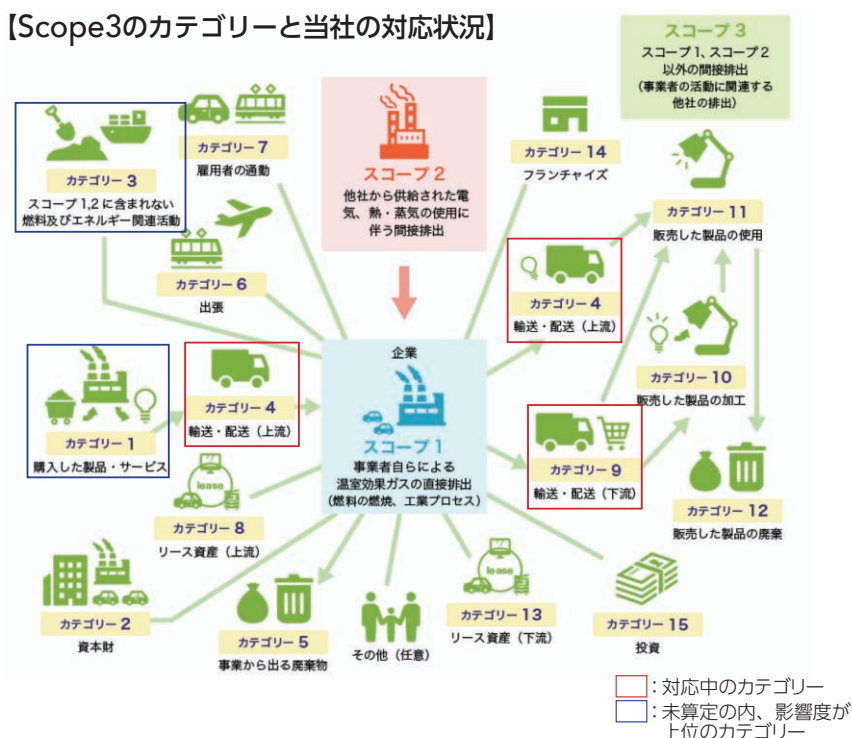 【Scope3のカテゴリーと当社の対応状況】
スコープ 3
スコープ1、スコープ2
以外の間接排出
(事業者の活動に関連する
他社の排出)
カテゴリー 3
スコープ 1,2 に含まれない
燃料及びエネルギー関連活動
カテゴリー 7
雇用者の通勤
スコープ 2
他社から供給された電
気、熱・蒸気の使用に
伴う間接排出
カテゴリー 14
フランチャイズ
カテゴリー 11
販売した製品の使用
カテゴリー 6
出張
カテゴリー 4
輸送・配送（上流）
カテゴリー 10
販売した製品の加工
カテゴリー 1
購入した製品・サービス
カテゴリー 4
輸送・配送（上流）
企業
スコープ 1
事業者自らによる
温室効果ガスの直接排出
(燃料の燃焼、工業プロセス)
カテゴリー 9
輸送・配送（下流）
カテゴリー 12
販売した製品の廃棄
lease
カテゴリー 8
リース資産（上流）
カテゴリー 2
資本財
カテゴリー 5
事業から出る廃棄物
その他（任意）
lease
カテゴリー 13
リース資産（下流）
カテゴリー 15
投資
：対応中のカテゴリー
：未算定の内、影響度が
上位のカテゴリー